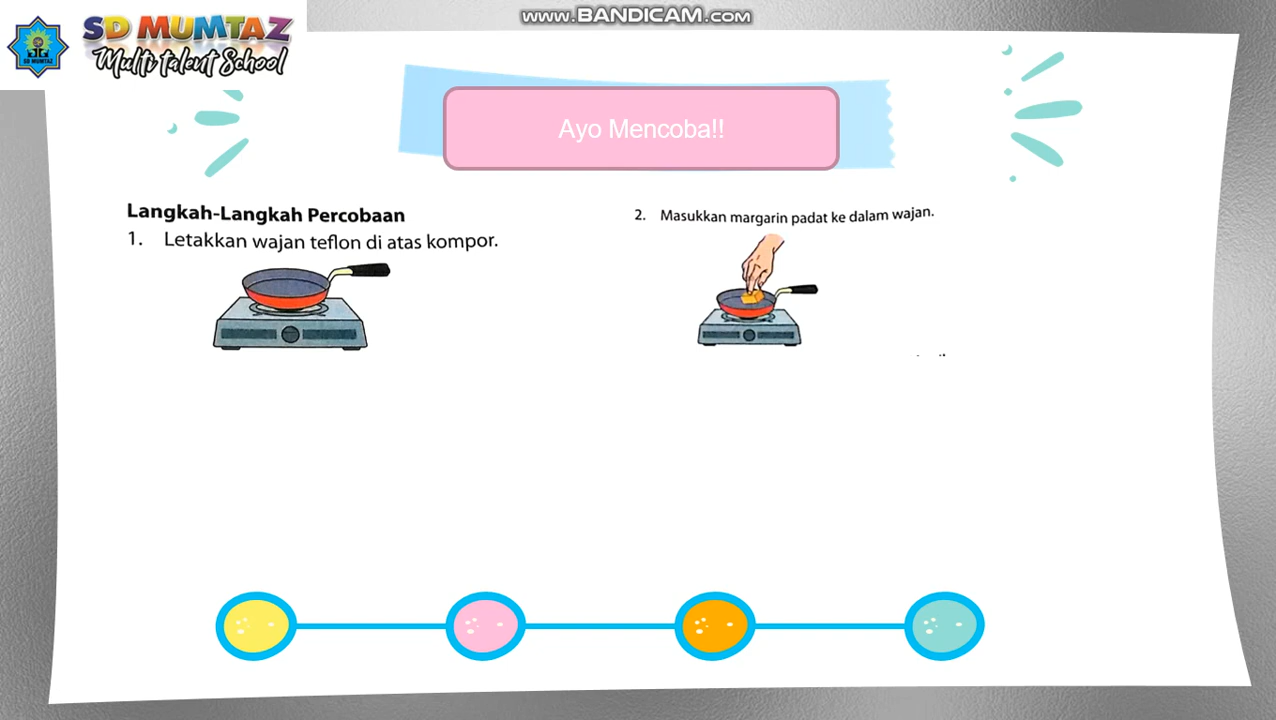 www.BANDICAM.com
SD MUMTAZ
Multi talent School
SD MUMTAZ
Ayo Mencoba!!
Langkah-Langkah Percobaan
1. Letakkan wajan teflon di atas kompor.
2. Masukkan margarin padat ke dalam wajan.